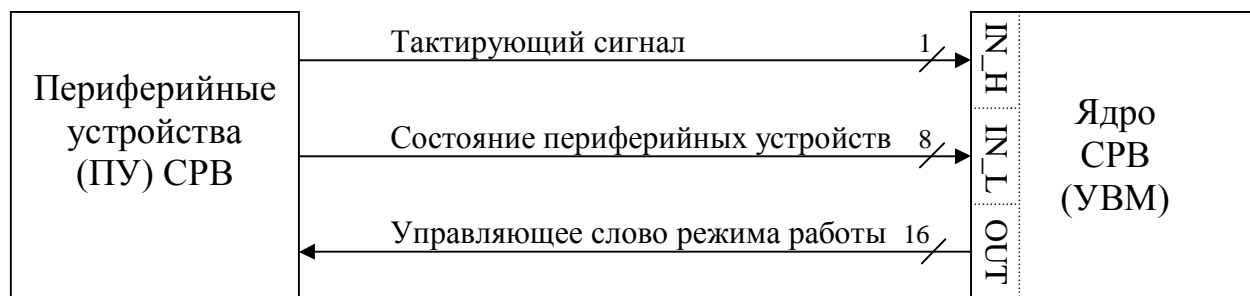 Периферийные
устройства
(ПУ) СРВ
Тактирующий сигнал 1
Состояние периферийных устройств 8
Управляющее слово режима работы 16
IN_H
IN_L
OUT
Ядро
СРВ
(УВМ)